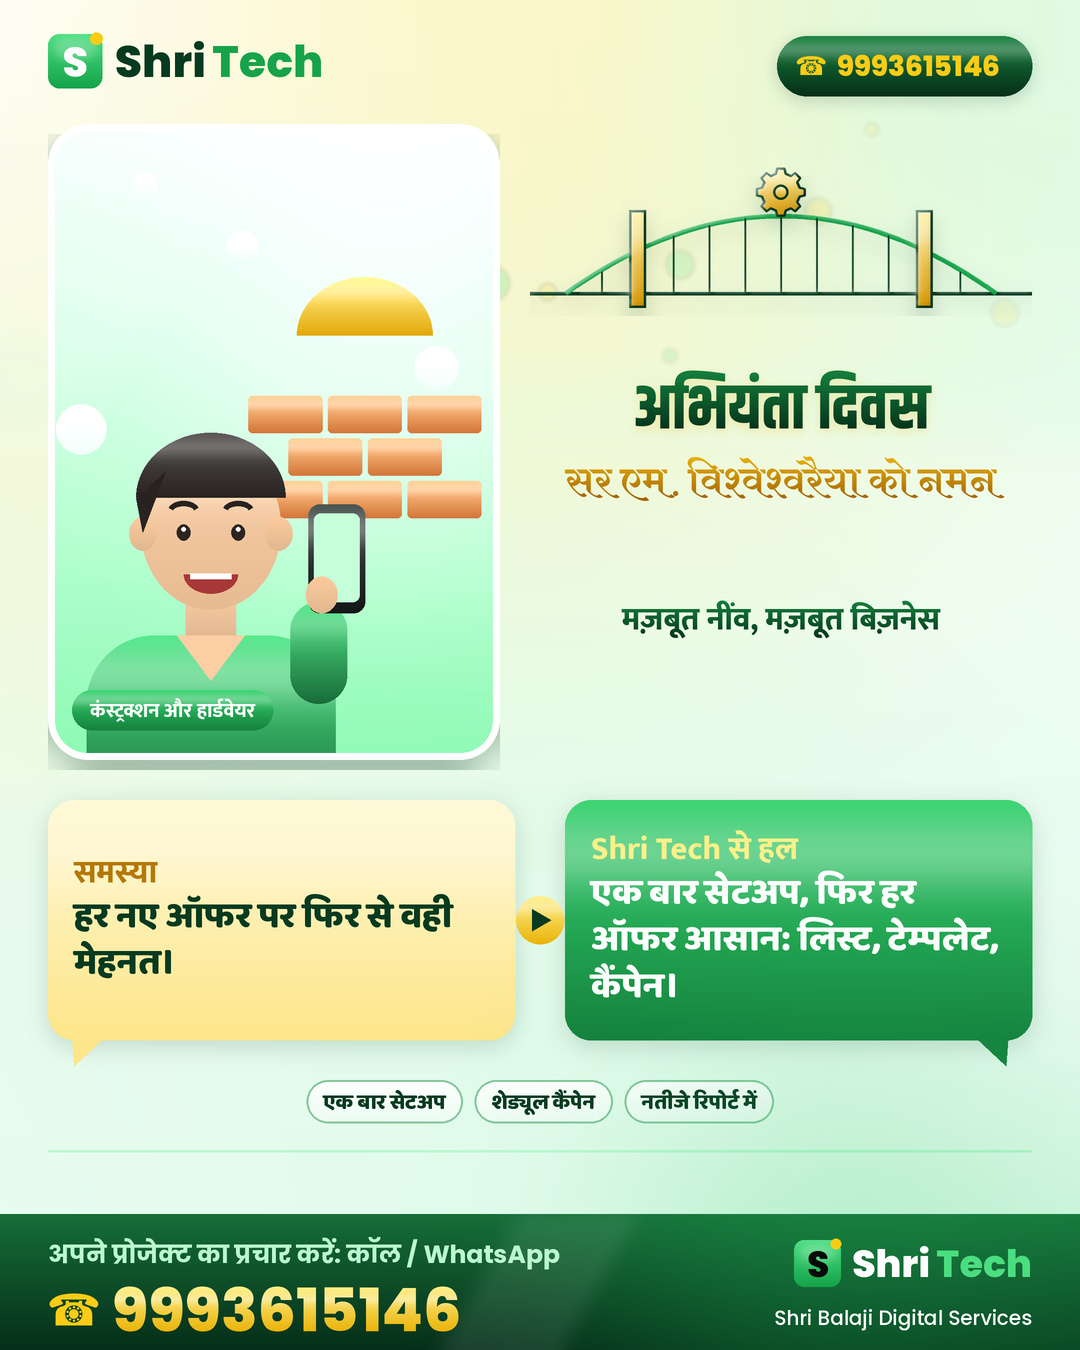 S Shri Tech
☎ 9993615146
अभियंता दिवस
सर एम. विश्वेश्वरैया को नमन
मज़बूत नींव, मज़बूत बिज़नेस
कंस्ट्रक्शन और हार्डवेयर
समस्या
हर नए ऑफर पर फिर से वही
मेहनत।
Shri Tech से हल
एक बार सेटअप, फिर हर
ऑफर आसान: लिस्ट, टेम्पलेट,
कैंपेन।
एक बार सेटअप
शेड्यूल कैंपेन
नतीजे रिपोर्ट में
अपने प्रोजेक्ट का प्रचार करें: कॉल / WhatsApp
☎ 9993615146
S Shri Tech
Shri Balaji Digital Services